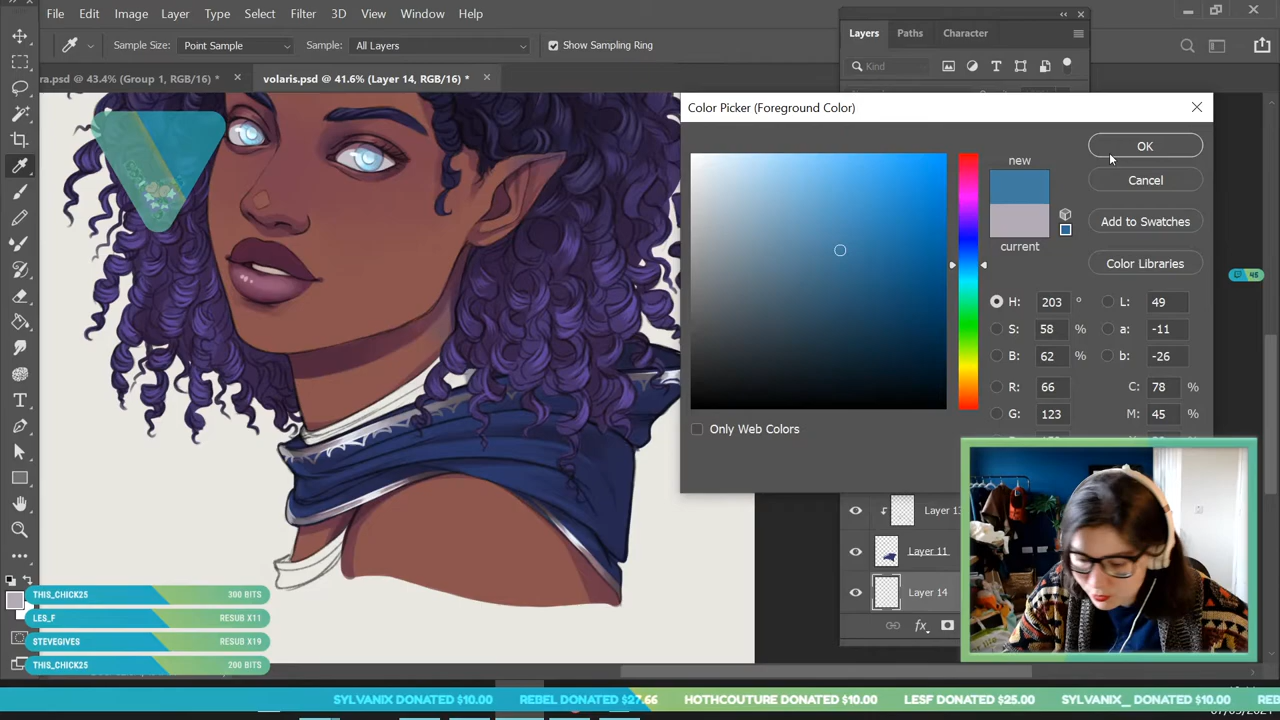 File Edit Image Layer Type Select Filter 3D View Window Help
Sample Size: Point Sample Sample: All Layers Show Sampling Ring
ra.psd @ 43.4% (Group 1, RGB/16) * volaris.psd @ 41.6% (Layer 14, RGB/16) *
Layers Paths Character
Kind
Color Picker (Foreground Color)
new
current
OK
Cancel
Add to Swatches
Color Libraries
H: 203 ° L: 49
S: 58 % a: -11
B: 62 % b: -26
R: 66 C: 78 %
G: 123 M: 45 %
Only Web Colors
Layer 13
Layer 11
Layer 14
fx
46
THIS_CHICK25 300 BITS
LES_F RESUB X11
STEVEGIVES RESUB X19
THIS_CHICK25 200 BITS
SYLVANIX DONATED $10.00 REBEL DONATED $27.66 HOTHCOUTURE DONATED $10.00 LESF DONATED $25.00 SYLVANIX_ DONATED $10.00 REB